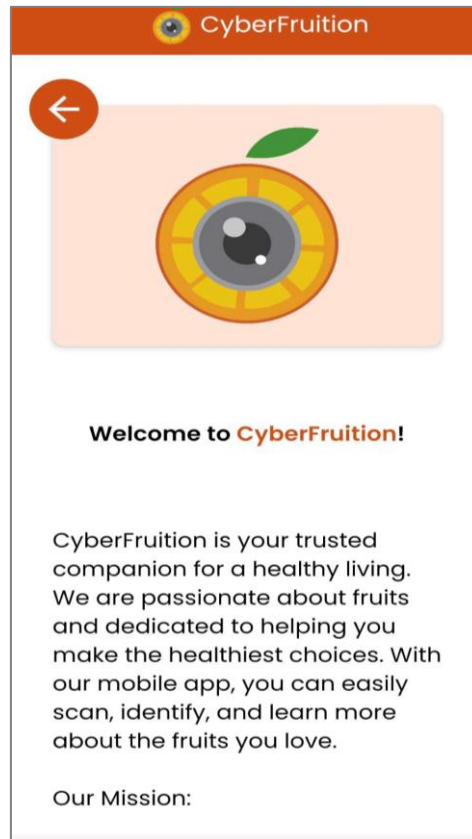 CyberFruition
Welcome to CyberFruition!
CyberFruition is your trusted
companion for a healthy living.
We are passionate about fruits
and dedicated to helping you
make the healthiest choices. With
our mobile app, you can easily
scan, identify, and learn more
about the fruits you love.
Our Mission: